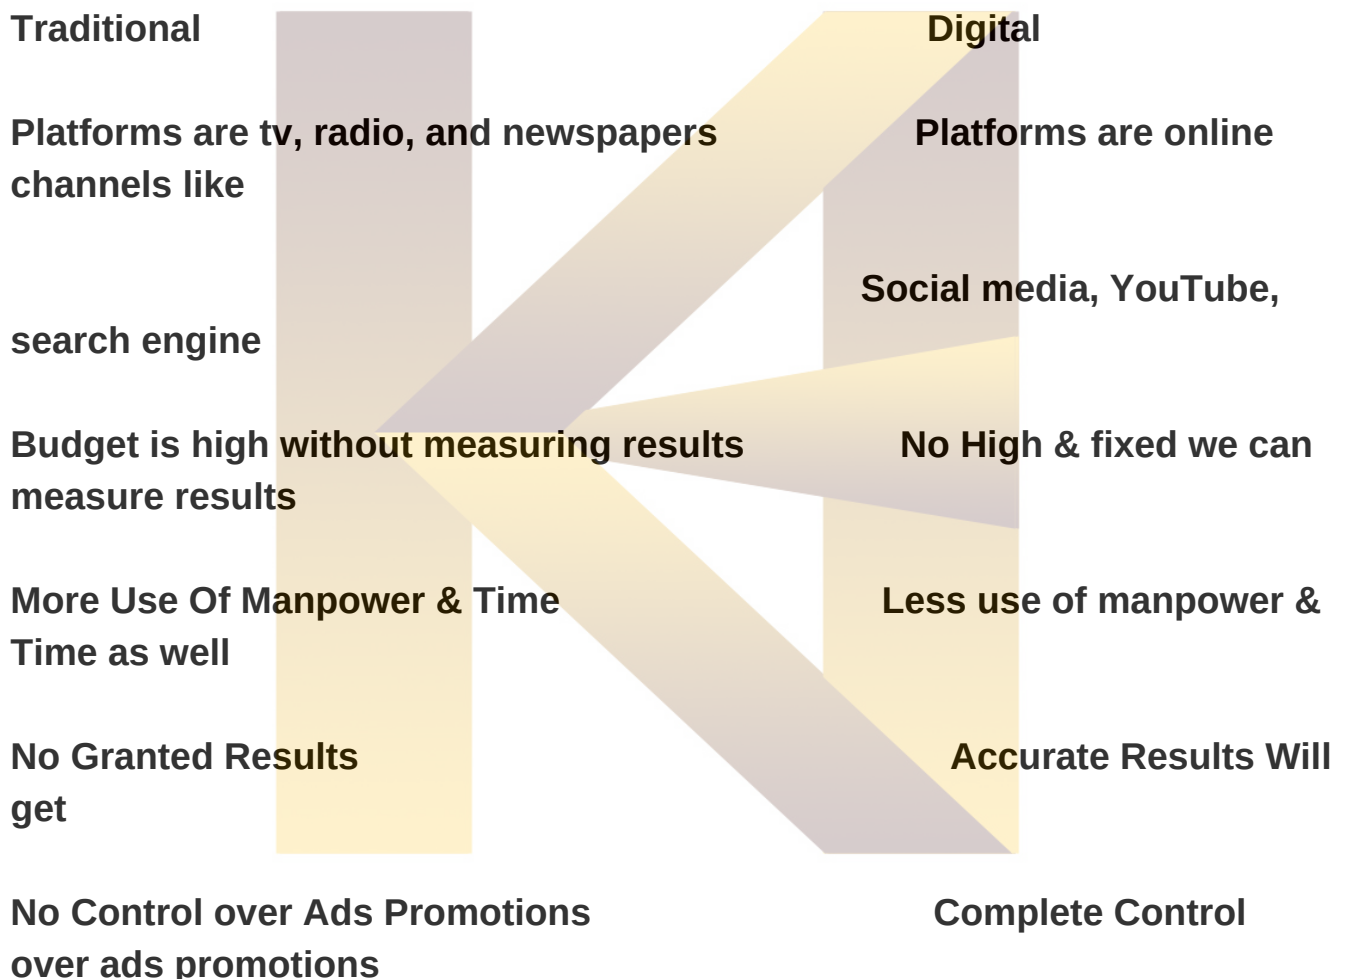 Traditional Digital
Platforms are tv, radio, and newspapers Platforms are online
channels like
Social media, YouTube,
search engine
Budget is high without measuring results No High & fixed we can
measure results
More Use Of Manpower & Time Less use of manpower &
Time as well
No Granted Results Accurate Results Will
get
No Control over Ads Promotions Complete Control
over ads promotions